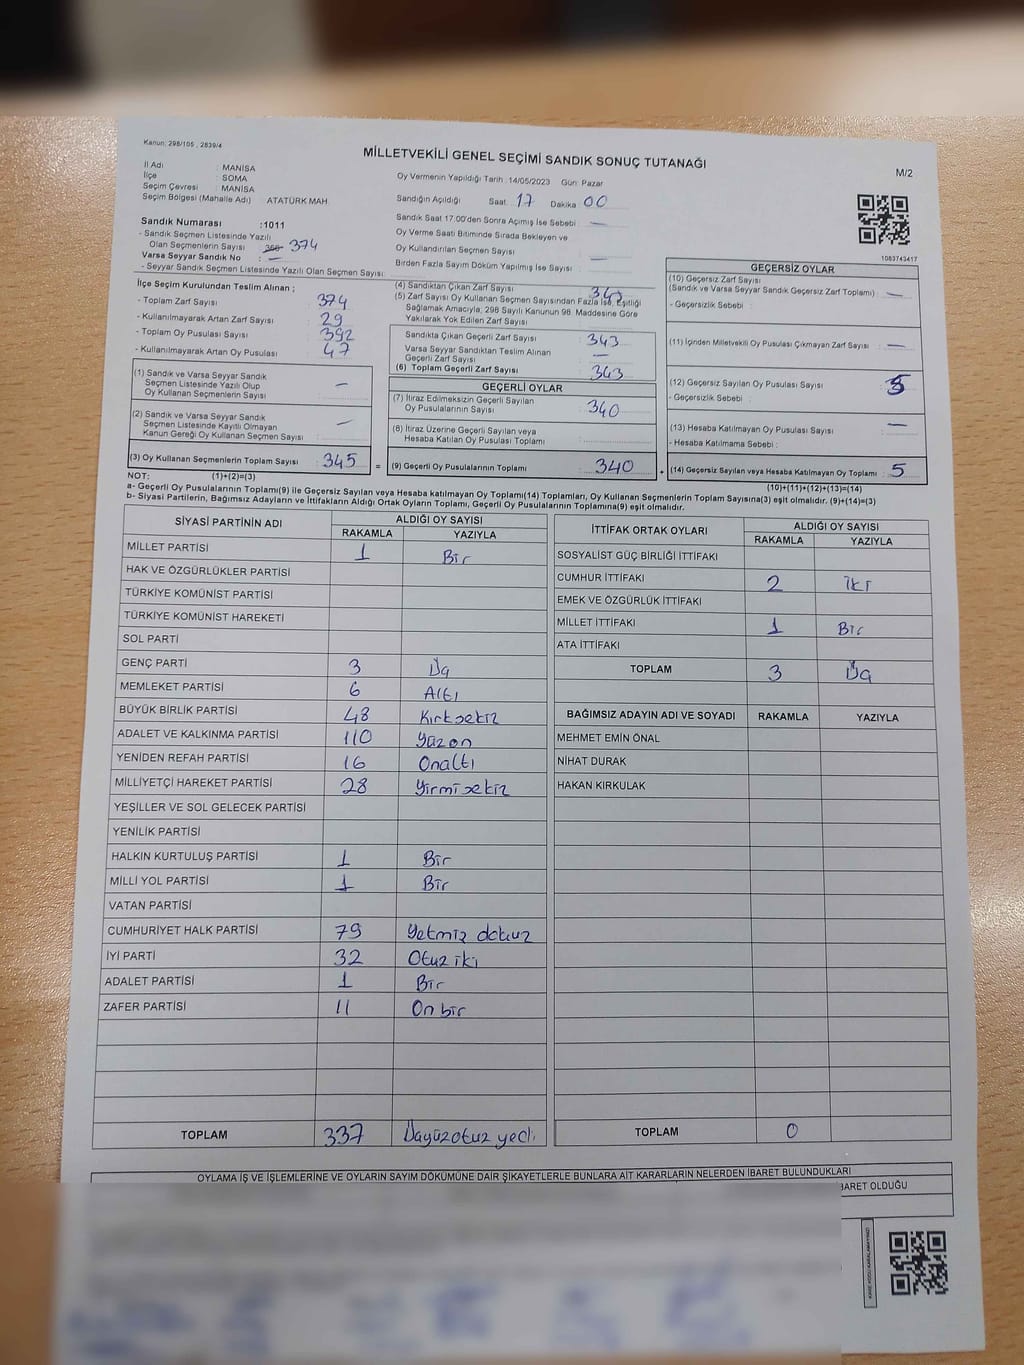 Kanun: 298/105 , 2839/4
MİLLETVEKİLİ GENEL SEÇİMİ SANDIK SONUÇ TUTANAĞI
M/2
İl Adı : MANİSA
İlçe : SOMA
Seçim Çevresi : MANİSA
Seçim Bölgesi (Mahalle Adı) ATATÜRK MAH.
Oy Vermenin Yapıldığı Tarih :14/05/2023 Gün: Pazar
Sandığın Açıldığı Saat: 17 Dakika 00
Sandık Saat 17:00'den Sonra Açımış İse Sebebi : —
Oy Verme Saati Bitiminde Sırada Bekleyen ve
Oy Kullandırılan Seçmen Sayısı
Birden Fazla Sayım Döküm Yapılmış İse Sayısı : —
1083743417
Sandık Numarası :1011
- Sandık Seçmen Listesinde Yazılı
Olan Seçmenlerin Sayısı : 374
Varsa Seyyar Sandık No : —
- Seyyar Sandık Seçmen Listesinde Yazılı Olan Seçmen Sayısı:
İlçe Seçim Kurulundan Teslim Alınan ;
- Toplam Zarf Sayısı : 374
- Kullanılmayarak Artan Zarf Sayısı : 29
- Toplam Oy Pusulası Sayısı : 392
- Kullanılmayarak Artan Oy Pusulası : 47
(1) Sandık ve Varsa Seyyar Sandık
Seçmen Listesinde Yazılı Olup
Oy Kullanan Seçmenlerin Sayısı : —
(2) Sandık ve Varsa Seyyar Sandık
Seçmen Listesinde Kayıtlı Olmayan
Kanun Gereği Oy Kullanan Seçmen Sayısı : —
(3) Oy Kullanan Seçmenlerin Toplam Sayısı : 345 =
(4) Sandıktan Çıkan Zarf Sayısı : 343
(5) Zarf Sayısı Oy Kullanan Seçmen Sayısından Fazla İse, Eşitliği
Sağlamak Amacıyla; 298 Sayılı Kanunun 98. Maddesine Göre
Yakılarak Yok Edilen Zarf Sayısı :
Sandıkta Çıkan Geçerli Zarf Sayısı : 343
Varsa Seyyar Sandıktan Teslim Alınan
Geçerli Zarf Sayısı : —
(6) Toplam Geçerli Zarf Sayısı : 343
GEÇERLİ OYLAR
(7) İtiraz Edilmeksizin Geçerli Sayılan
Oy Pusulalarının Sayısı : 340
(8) İtiraz Üzerine Geçerli Sayılan veya
Hesaba Katılan Oy Pusulası Toplamı :
(9) Geçerli Oy Pusulalarının Toplamı : 340 +
GEÇERSİZ OYLAR
(10) Geçersiz Zarf Sayısı
(Sandık ve Varsa Seyyar Sandık Geçersiz Zarf Toplamı) : —
- Geçersizlik Sebebi :
(11) İçinden Milletvekili Oy Pusulası Çıkmayan Zarf Sayısı : —
(12) Geçersiz Sayılan Oy Pusulası Sayısı : 5
- Geçersizlik Sebebi :
(13) Hesaba Katılmayan Oy Pusulası Sayısı : —
- Hesaba Katılmama Sebebi :
(14) Geçersiz Sayılan veya Hesaba Katılmayan Oy Toplamı : 5
NOT: (1)+(2)=(3) (10)+(11)+(12)+(13)=(14)
a- Geçerli Oy Pusulalarının Toplamı(9) ile Geçersiz Sayılan veya Hesaba katılmayan Oy Toplamı(14) Toplamları, Oy Kullanan Seçmenlerin Toplam Sayısına(3) eşit olmalıdır. (9)+(14)=(3)
b- Siyasi Partilerin, Bağımsız Adayların ve İttifakların Aldığı Ortak Oyların Toplamı, Geçerli Oy Pusulalarının Toplamına(9) eşit olmalıdır.
SİYASİ PARTİNİN ADI ALDIĞI OY SAYISI
RAKAMLA YAZIYLA
MİLLET PARTİSİ 1 Bir
HAK VE ÖZGÜRLÜKLER PARTİSİ
TÜRKİYE KOMÜNİST PARTİSİ
TÜRKİYE KOMÜNİST HAREKETİ
SOL PARTİ
GENÇ PARTİ 3 Üç
MEMLEKET PARTİSİ 6 Altı
BÜYÜK BİRLİK PARTİSİ 48 Kırksekiz
ADALET VE KALKINMA PARTİSİ 110 Yüzon
YENİDEN REFAH PARTİSİ 16 Onaltı
MİLLİYETÇİ HAREKET PARTİSİ 28 Yirmisekiz
YEŞİLLER VE SOL GELECEK PARTİSİ
YENİLİK PARTİSİ
HALKIN KURTULUŞ PARTİSİ 1 Bir
MİLLİ YOL PARTİSİ 1 Bir
VATAN PARTİSİ
CUMHURİYET HALK PARTİSİ 79 Yetmiz dokuz
İYİ PARTİ 32 Otuz iki
ADALET PARTİSİ 1 Bir
ZAFER PARTİSİ 11 On bir
TOPLAM 337 Üçyüzotuz yedi
İTTİFAK ORTAK OYLARI ALDIĞI OY SAYISI
RAKAMLA YAZIYLA
SOSYALİST GÜÇ BİRLİĞİ İTTİFAKI
CUMHUR İTTİFAKI 2 İki
EMEK VE ÖZGÜRLÜK İTTİFAKI
MİLLET İTTİFAKI 1 Bir
ATA İTTİFAKI
TOPLAM 3 Üç
BAĞIMSIZ ADAYIN ADI VE SOYADI RAKAMLA YAZIYLA
MEHMET EMİN ÖNAL
NİHAT DURAK
HAKAN KIRKULAK
TOPLAM 0
OYLAMA İŞ VE İŞLEMLERİNE VE OYLARIN SAYIM DÖKÜMÜNE DAİR ŞİKAYETLERLE BUNLARA AİT KARARLARIN NELERDEN İBARET BULUNDUKLARI
BARET OLDUĞU